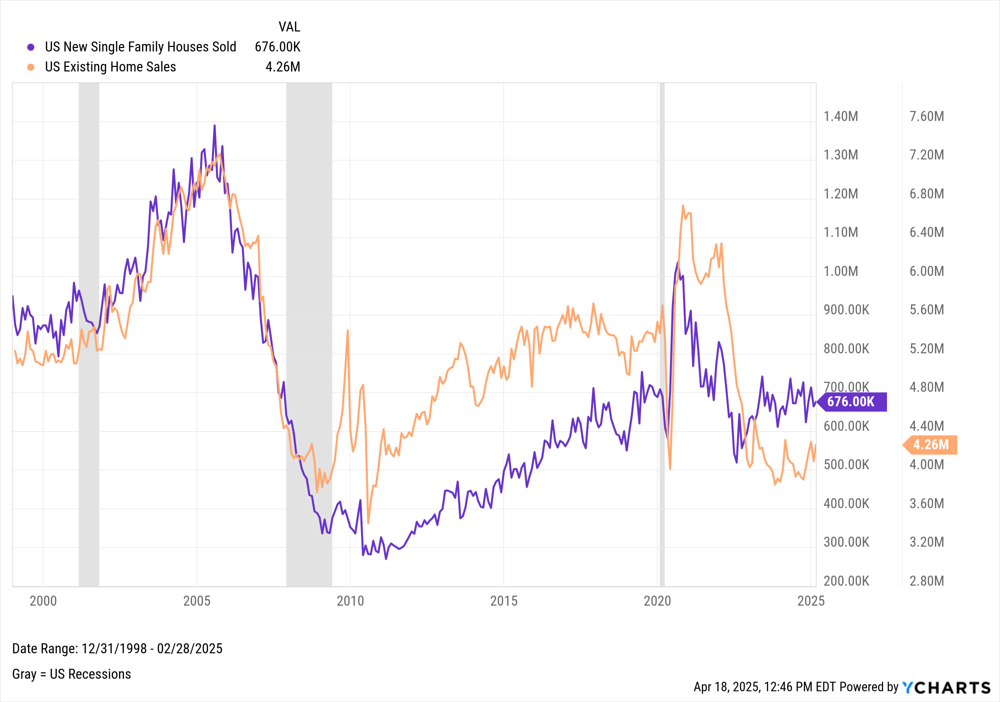 VAL
US New Single Family Houses Sold 676.00K
US Existing Home Sales 4.26M
1.40M 7.60M
1.30M 7.20M
1.20M 6.80M
1.10M 6.40M
1.00M 6.00M
900.00K 5.60M
800.00K 5.20M
700.00K 4.80M
676.00K
600.00K 4.40M
4.26M
500.00K 4.00M
400.00K 3.60M
300.00K 3.20M
200.00K 2.80M
2000 2005 2010 2015 2020 2025
Date Range: 12/31/1998 - 02/28/2025
Gray = US Recessions
Apr 18, 2025, 12:46 PM EDT Powered by YCHARTS